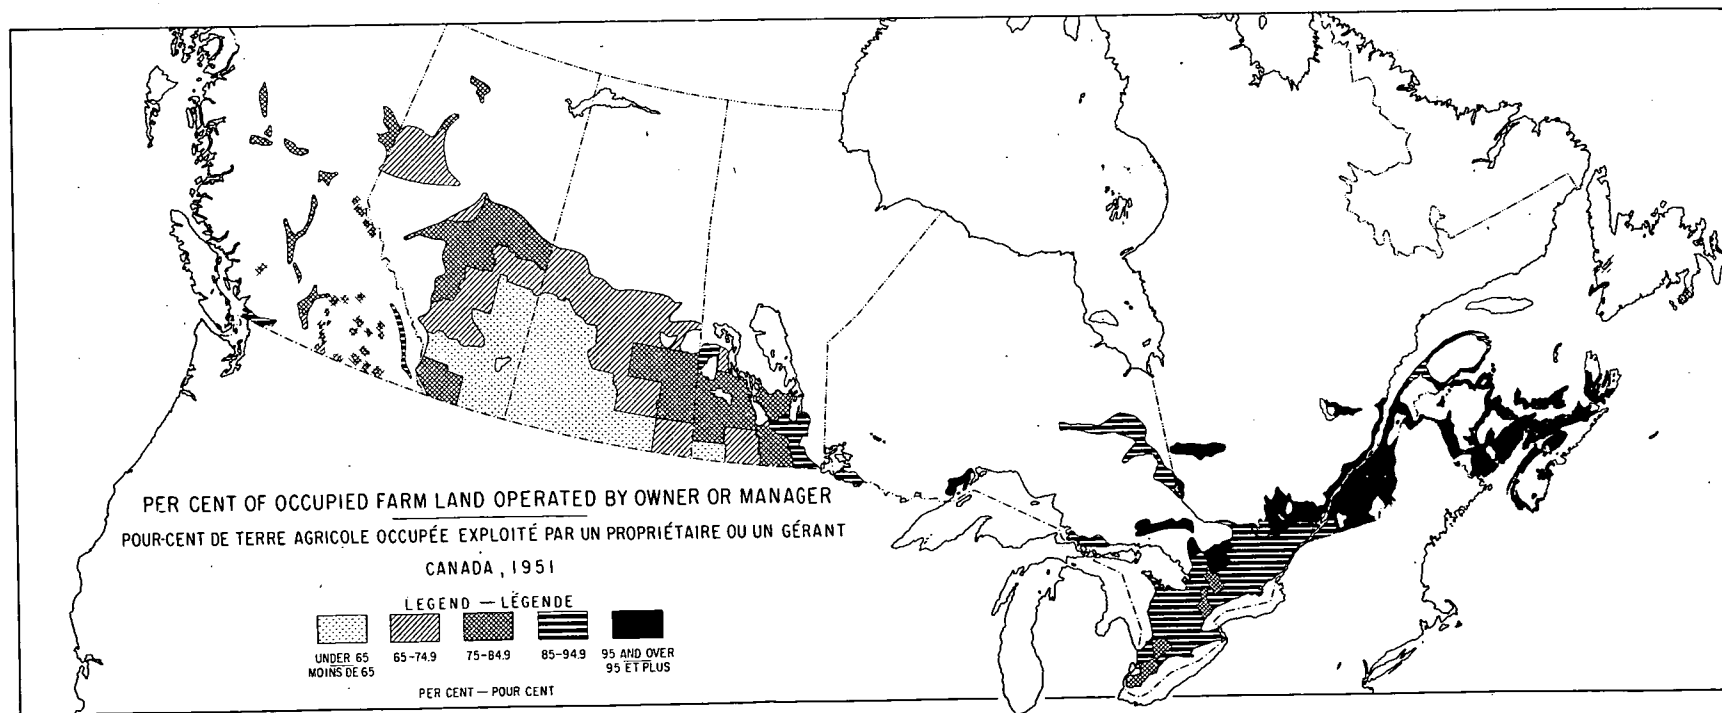 PER CENT OF OCCUPIED FARM LAND OPERATED BY OWNER OR MANAGER
POUR-CENT DE TERRE AGRICOLE OCCUPÉE EXPLOITÉ PAR UN PROPRIÉTAIRE OU UN GÉRANT
CANADA, 1951
LEGEND — LÉGENDE
UNDER 65 65-74.9 75-84.9 85-94.9 95 AND OVER
MOINS DE 65 95 ET PLUS
PER CENT — POUR CENT